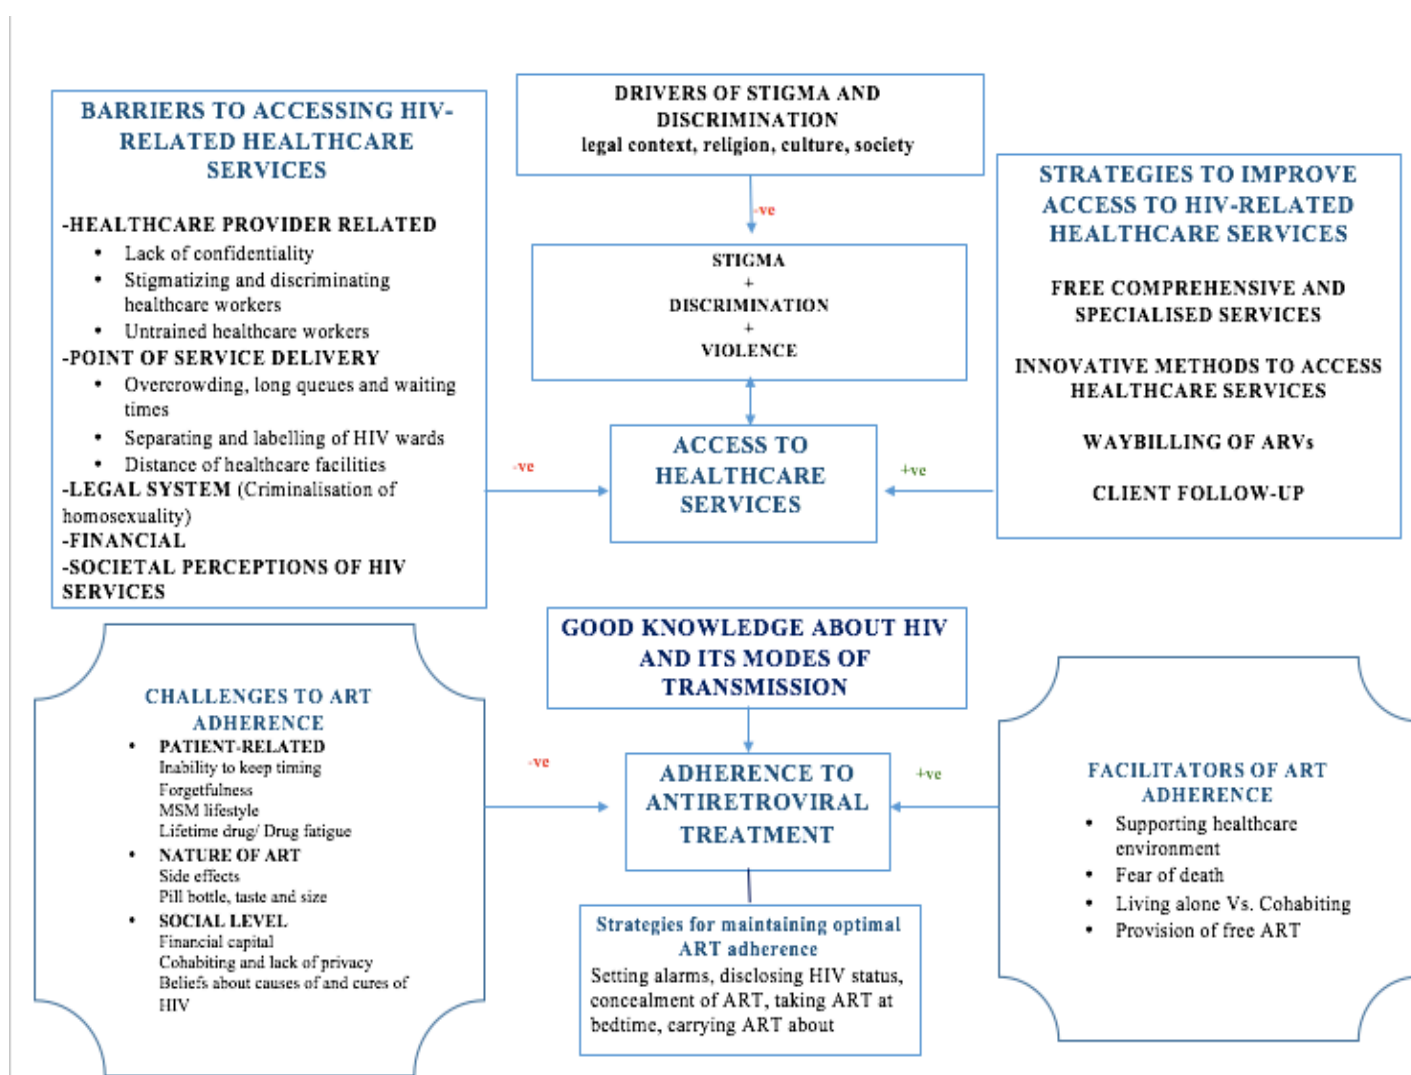 BARRIERS TO ACCESSING HIV-
RELATED HEALTHCARE
SERVICES
-HEALTHCARE PROVIDER RELATED
• Lack of confidentiality
• Stigmatizing and discriminating
healthcare workers
• Untrained healthcare workers
-POINT OF SERVICE DELIVERY
• Overcrowding, long queues and waiting
times
• Separating and labelling of HIV wards
• Distance of healthcare facilities
-LEGAL SYSTEM (Criminalisation of
homosexuality)
-FINANCIAL
-SOCIETAL PERCEPTIONS OF HIV
SERVICES
DRIVERS OF STIGMA AND
DISCRIMINATION
legal context, religion, culture, society
-ve
STIGMA
+
DISCRIMINATION
+
VIOLENCE
-ve
ACCESS TO
HEALTHCARE
SERVICES
+ve
STRATEGIES TO IMPROVE
ACCESS TO HIV-RELATED
HEALTHCARE SERVICES
FREE COMPREHENSIVE AND
SPECIALISED SERVICES
INNOVATIVE METHODS TO ACCESS
HEALTHCARE SERVICES
WAYBILLING OF ARVs
CLIENT FOLLOW-UP
CHALLENGES TO ART
ADHERENCE
• PATIENT-RELATED
Inability to keep timing
Forgetfulness
MSM lifestyle
Lifetime drug/ Drug fatigue
• NATURE OF ART
Side effects
Pill bottle, taste and size
• SOCIAL LEVEL
Financial capital
Cohabiting and lack of privacy
Beliefs about causes of and cures of
HIV
GOOD KNOWLEDGE ABOUT HIV
AND ITS MODES OF
TRANSMISSION
-ve
ADHERENCE TO
ANTIRETROVIRAL
TREATMENT
+ve
Strategies for maintaining optimal
ART adherence
Setting alarms, disclosing HIV status,
concealment of ART, taking ART at
bedtime, carrying ART about
FACILITATORS OF ART
ADHERENCE
• Supporting healthcare
environment
• Fear of death
• Living alone Vs. Cohabiting
• Provision of free ART